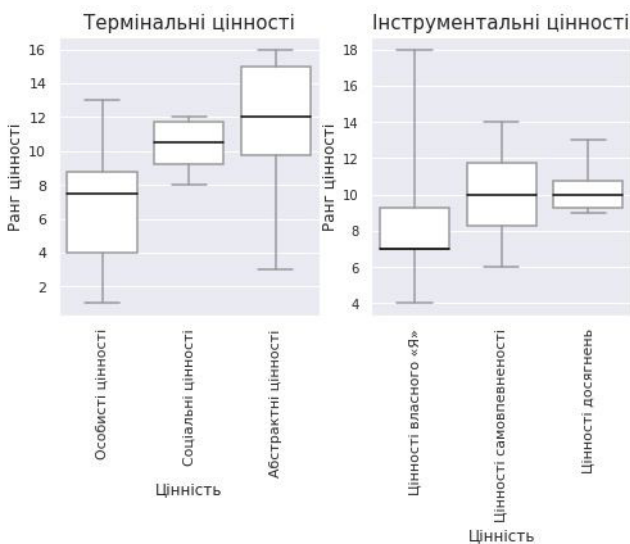 Термінальні цінності
16
14
12
10
8
6
4
2
Ранг цінності
Особисті цінності
Соціальні цінності
Абстрактні цінності
Цінність
Інструментальні цінності
18
16
14
12
10
8
6
4
Ранг цінності
Цінності власного «Я»
Цінності самовпевнености
Цінності досягнень
Цінність